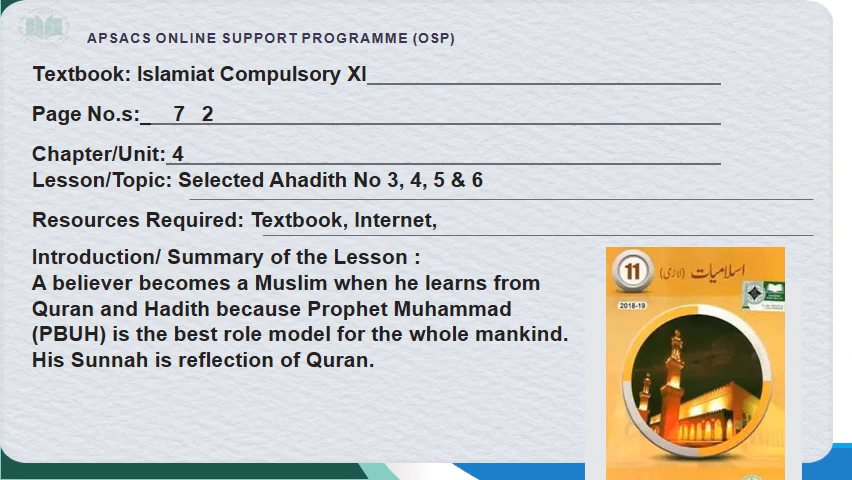 APSACS ONLINE SUPPORT PROGRAMME (OSP)
Textbook: Islamiat Compulsory XI
Page No.s:_ 7 2
Chapter/Unit: 4
Lesson/Topic: Selected Ahadith No 3, 4, 5 & 6
Resources Required: Textbook, Internet,
Introduction/ Summary of the Lesson :
A believer becomes a Muslim when he learns from
Quran and Hadith because Prophet Muhammad
(PBUH) is the best role model for the whole mankind.
His Sunnah is reflection of Quran.
اسلامیات (لازمی) 11
2018-19